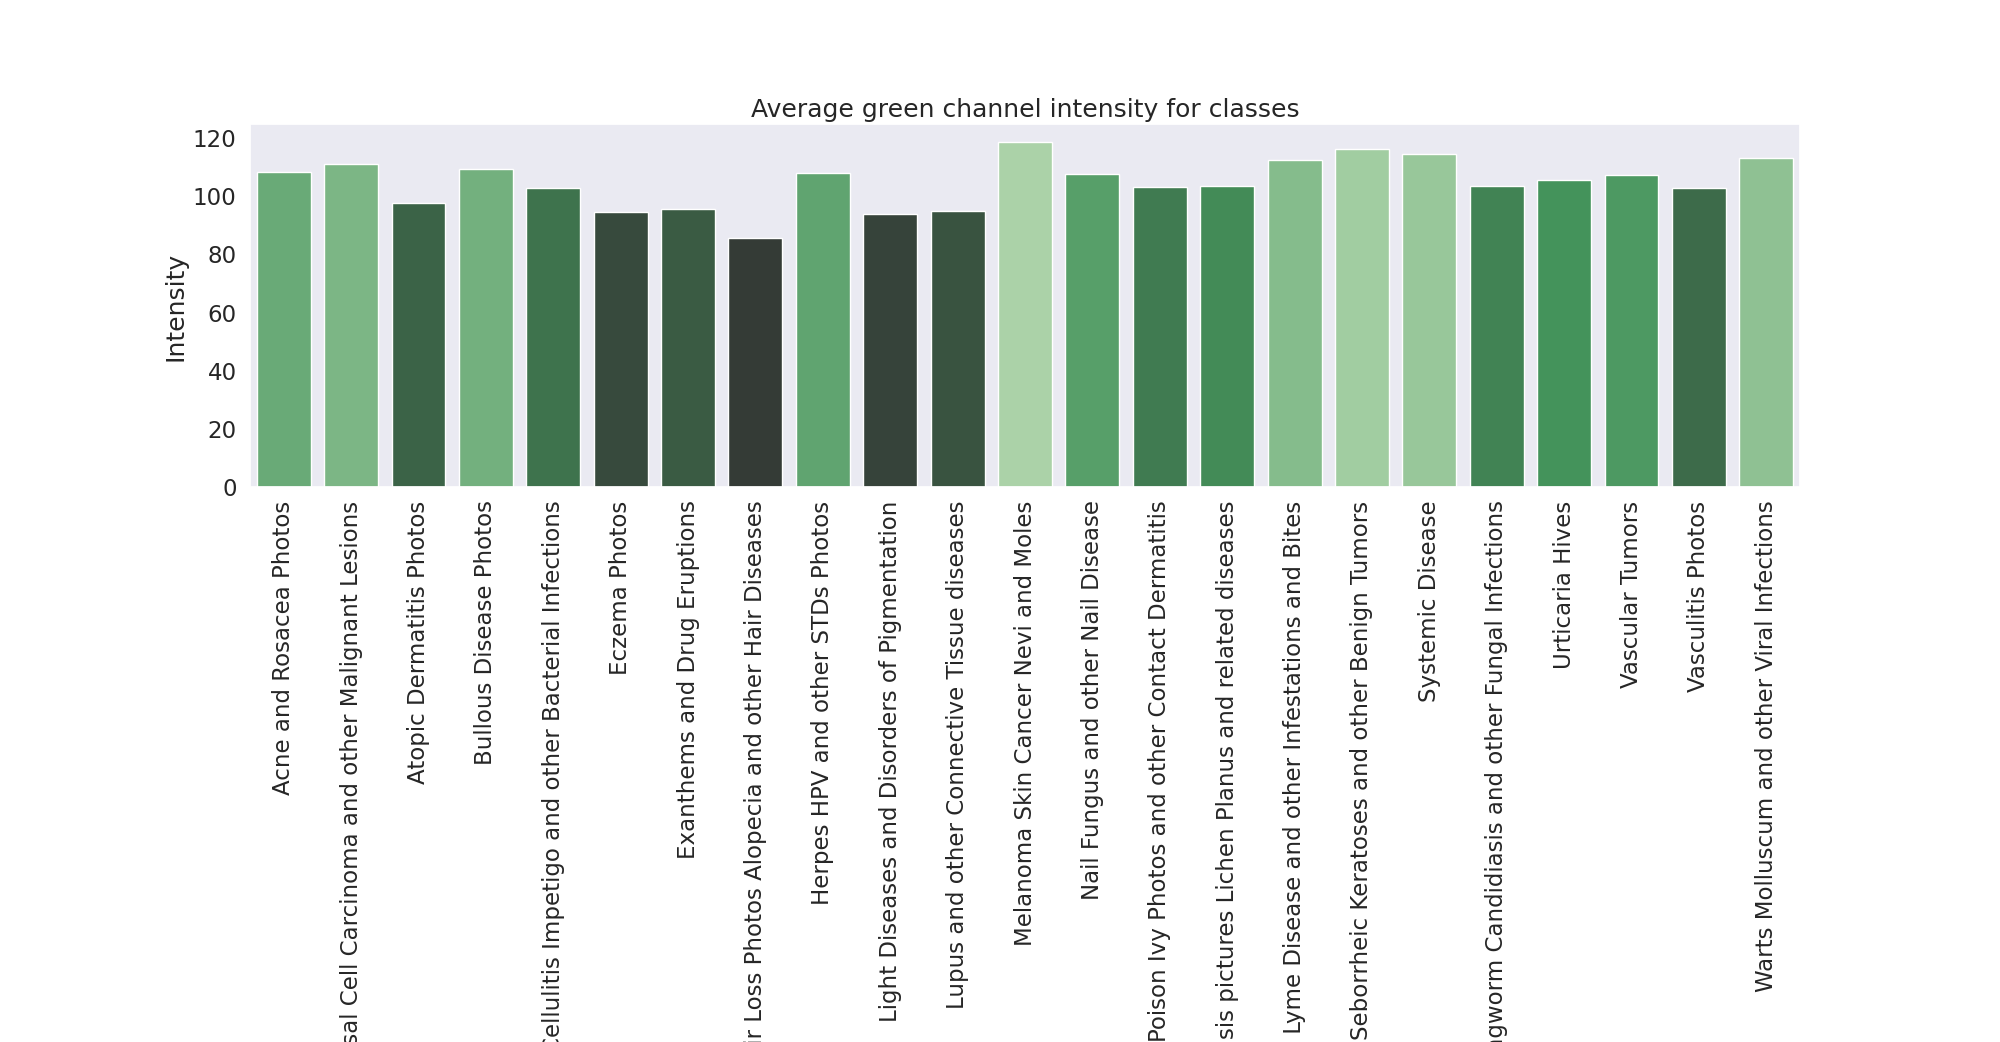 Average green channel intensity for classes
Intensity
120
100
80
60
40
20
0
Acne and Rosacea Photos
Cell Carcinoma and other Malignant Lesions
Atopic Dermatitis Photos
Bullous Disease Photos
Cellulitis Impetigo and other Bacterial Infections
Eczema Photos
Exanthems and Drug Eruptions
Loss Photos Alopecia and other Hair Diseases
Herpes HPV and other STDs Photos
Light Diseases and Disorders of Pigmentation
Lupus and other Connective Tissue diseases
Melanoma Skin Cancer Nevi and Moles
Nail Fungus and other Nail Disease
Poison Ivy Photos and other Contact Dermatitis
pictures Lichen Planus and related diseases
Lyme Disease and other Infestations and Bites
Seborrheic Keratoses and other Benign Tumors
Systemic Disease
Candidiasis and other Fungal Infections
Urticaria Hives
Vascular Tumors
Vasculitis Photos
Warts Molluscum and other Viral Infections